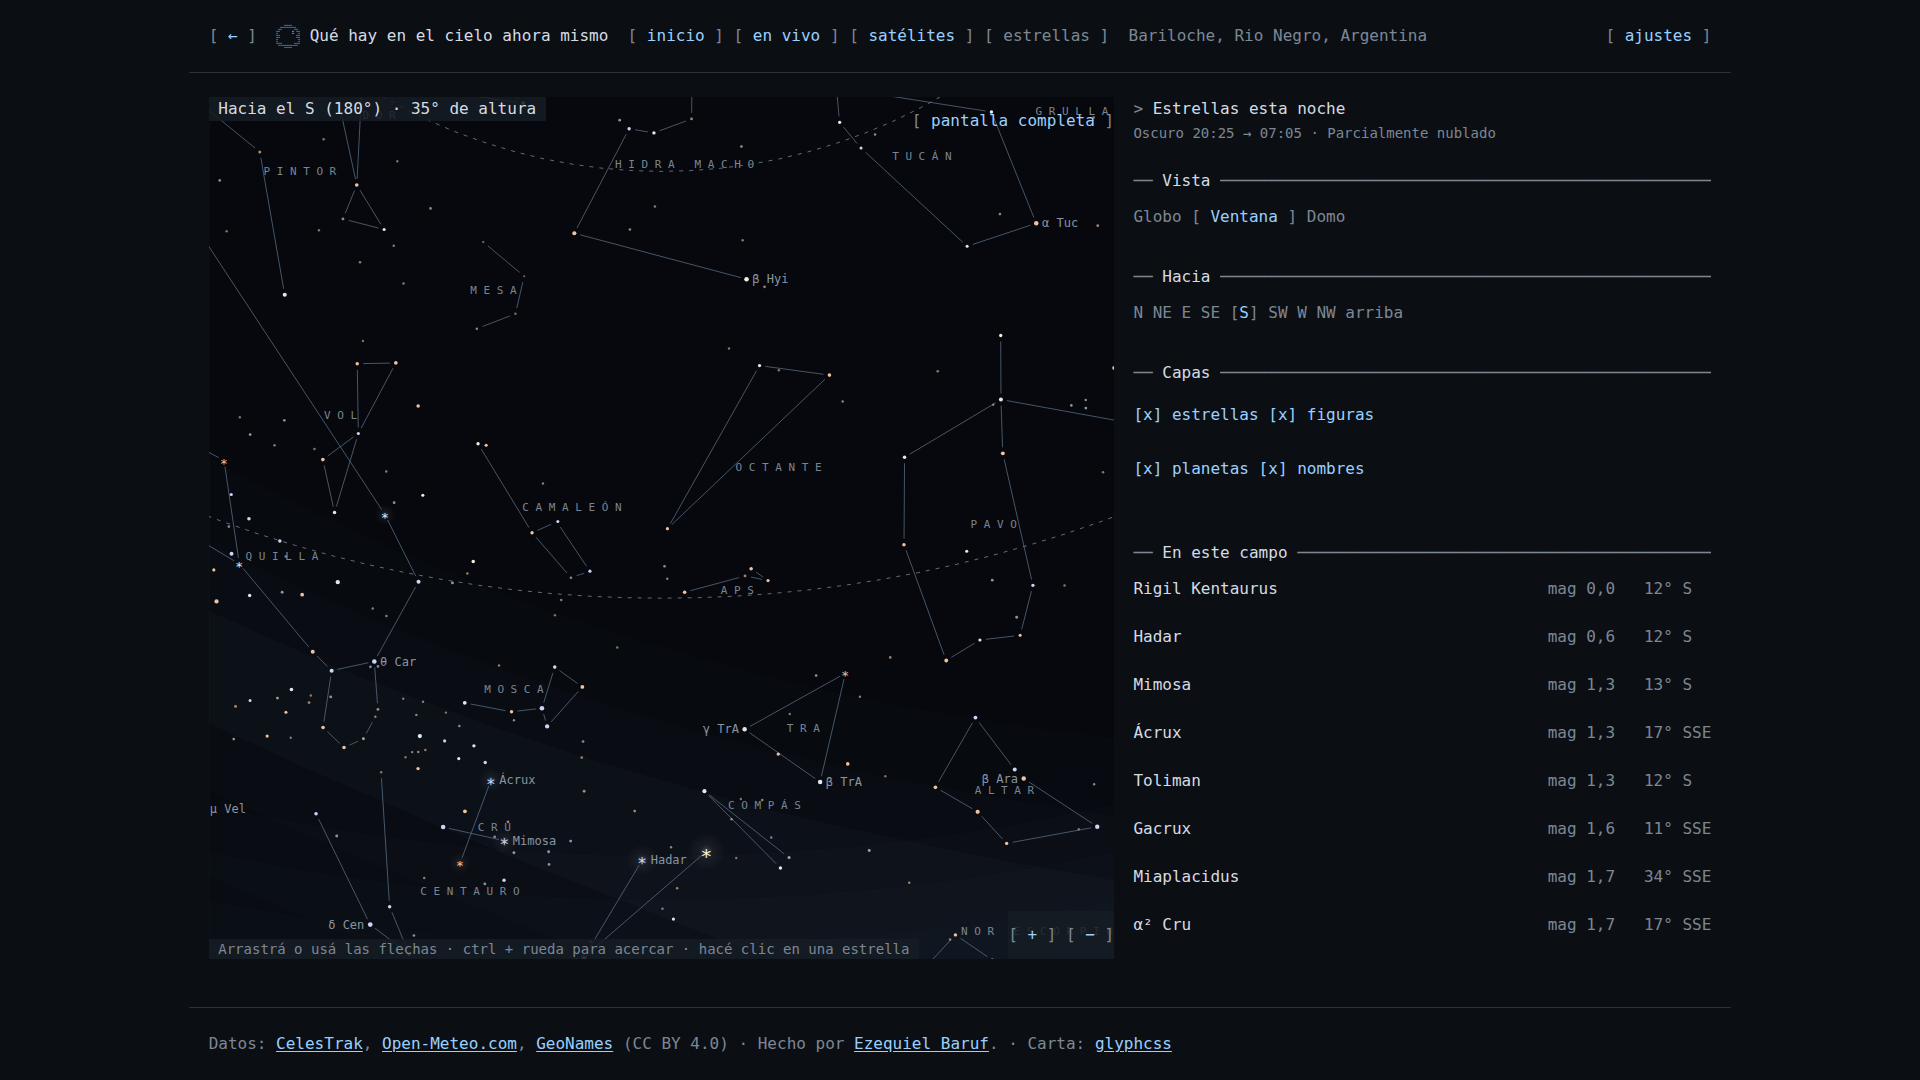 [ ← ] Qué hay en el cielo ahora mismo [ inicio ] [ en vivo ] [ satélites ] [ estrellas ] Bariloche, Rio Negro, Argentina [ ajustes ]
Hacia el S (180°) · 35° de altura
GRULLA
[ pantalla completa ]
PINTOR
HIDRA MACHO
TUCÁN
α Tuc
β Hyi
MESA
VOL
OCTANTE
CAMALEÓN
PAVO
QUILLA
APS
θ Car
MOSCA
γ TrA
TRA
β TrA
Ácrux
β Ara
ALTAR
μ Vel
COMPÁS
CRU
Mimosa
Hadar
CENTAURO
δ Cen
NOR
[ + ] [ − ]
Arrastrá o usá las flechas · ctrl + rueda para acercar · hacé clic en una estrella
> Estrellas esta noche
Oscuro 20:25 → 07:05 · Parcialmente nublado
Vista
Globo [ Ventana ] Domo
Hacia
N NE E SE [S] SW W NW arriba
Capas
[x] estrellas [x] figuras
[x] planetas [x] nombres
En este campo
Rigil Kentaurus mag 0,0 12° S
Hadar mag 0,6 12° S
Mimosa mag 1,3 13° S
Ácrux mag 1,3 17° SSE
Toliman mag 1,3 12° S
Gacrux mag 1,6 11° SSE
Miaplacidus mag 1,7 34° SSE
α² Cru mag 1,7 17° SSE
Datos: CelesTrak, Open-Meteo.com, GeoNames (CC BY 4.0) · Hecho por Ezequiel Baruf. · Carta: glyphcss